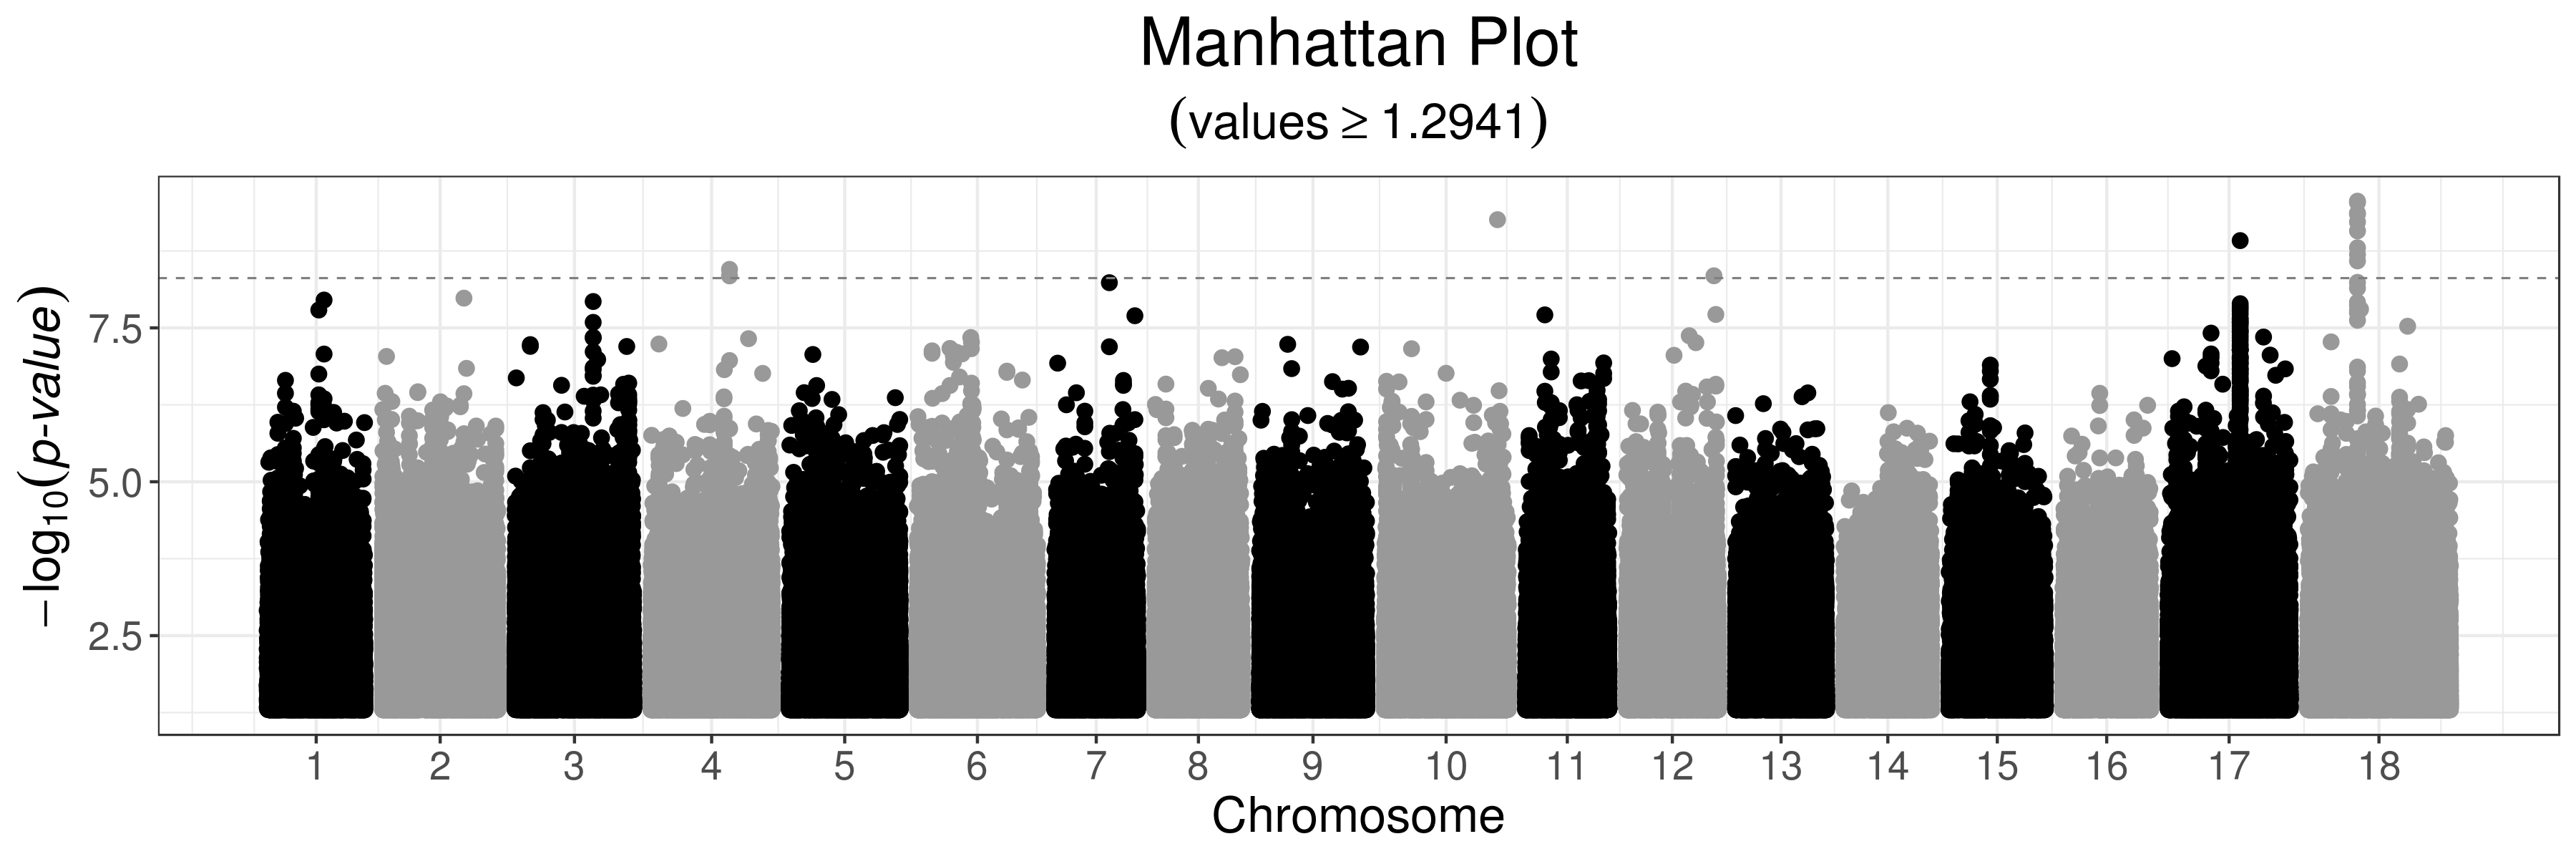 Manhattan Plot
(values ≥ 1.2941)
−log10(p-value)
7.5
5.0
2.5
1 2 3 4 5 6 7 8 9 10 11 12 13 14 15 16 17 18
Chromosome